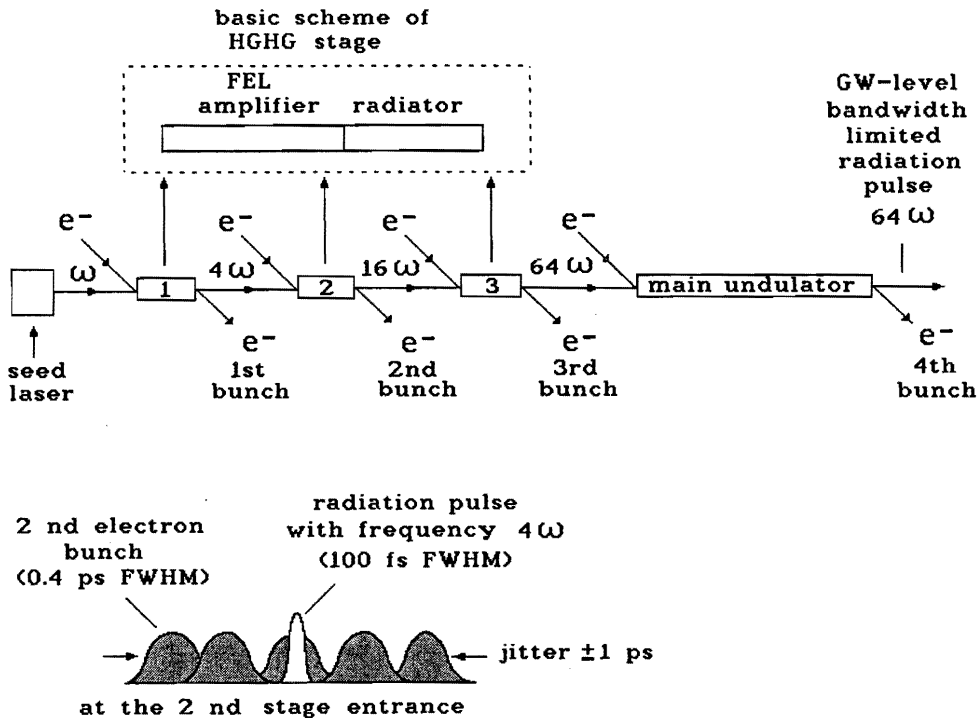 basic scheme of
HGHG stage
FEL
amplifier radiator
GW-level
bandwidth
limited
radiation
pulse
64 ω
e⁻ e⁻ e⁻ e⁻
ω 4 ω 16 ω 64 ω
1 2 3 main undulator
e⁻ e⁻ e⁻ e⁻
seed
laser
1st
bunch
2nd
bunch
3rd
bunch
4th
bunch
2 nd electron
bunch
(0.4 ps FWHM)
radiation pulse
with frequency 4 ω
(100 fs FWHM)
jitter ±1 ps
at the 2 nd stage entrance